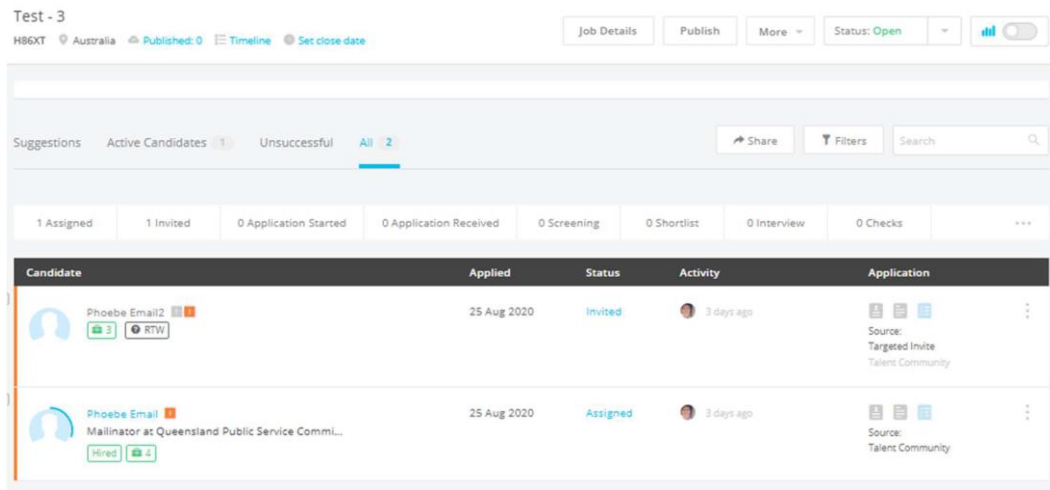 Test - 3
H86XT Australia Published: 0 Timeline Set close date
Job Details Publish More Status: Open
Suggestions Active Candidates 1 Unsuccessful All 2
Share Filters Search
1 Assigned 1 Invited 0 Application Started 0 Application Received 0 Screening 0 Shortlist 0 Interview 0 Checks ...
Candidate Applied Status Activity Application
Phoebe Email2 25 Aug 2020 Invited 3 days ago
3 RTW
Source:
Targeted Invite
Talent Community
Phoebe Email 25 Aug 2020 Assigned 3 days ago
Mailinator at Queensland Public Service Commi...
Hired 4
Source:
Talent Community